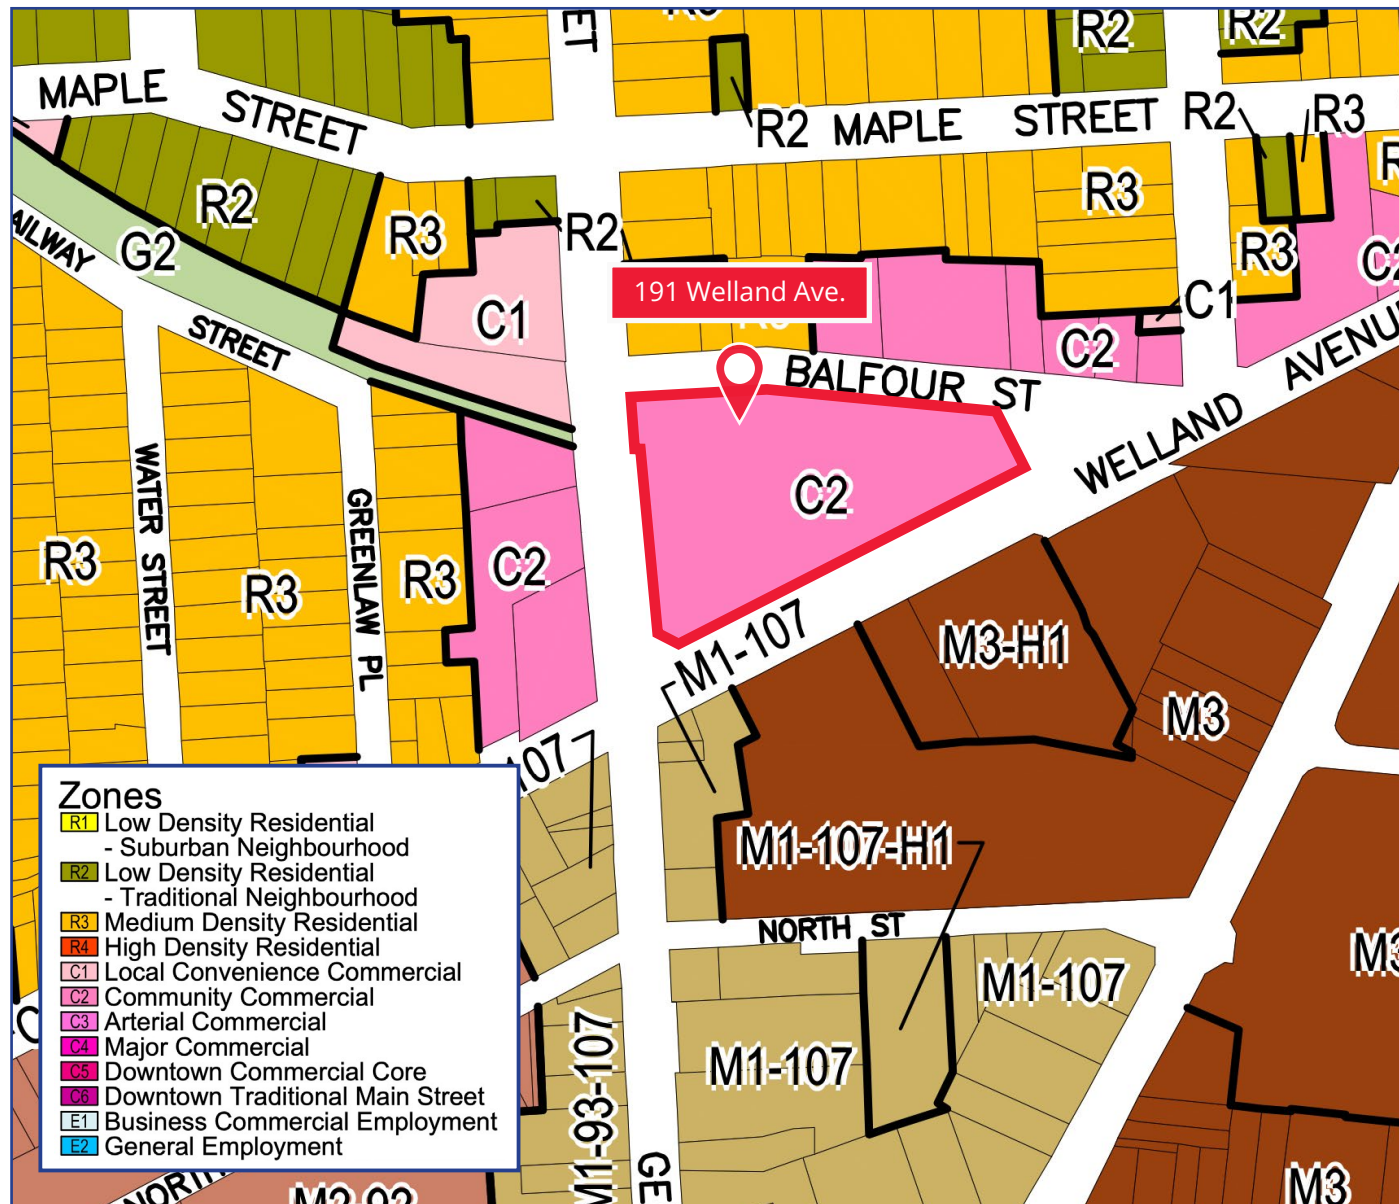 R2
R2
MAPLE
STREET
R2
MAPLE
STREET
R2
R3
R2
R3
R2
R3
R3
G2
C1
C1
C2
191 Welland Ave.
C2
STREET
BALFOUR ST
WELLAND
AVENU
WATER STREET
GREENLAW PL
R3
R3
R3
C2
C2
M1-107
M3-H1
M3
107
M1-107-H1
NORTH ST
M1-107
M1-107
M1-93-107
M3
GE
Zones
R1 Low Density Residential
- Suburban Neighbourhood
R2 Low Density Residential
- Traditional Neighbourhood
R3 Medium Density Residential
R4 High Density Residential
C1 Local Convenience Commercial
C2 Community Commercial
C3 Arterial Commercial
C4 Major Commercial
C5 Downtown Commercial Core
C6 Downtown Traditional Main Street
E1 Business Commercial Employment
E2 General Employment